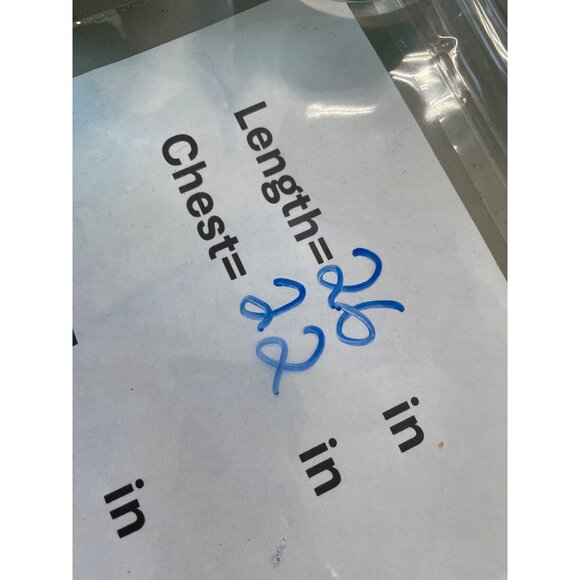 Length= 26 in
Chest= 22 in
in